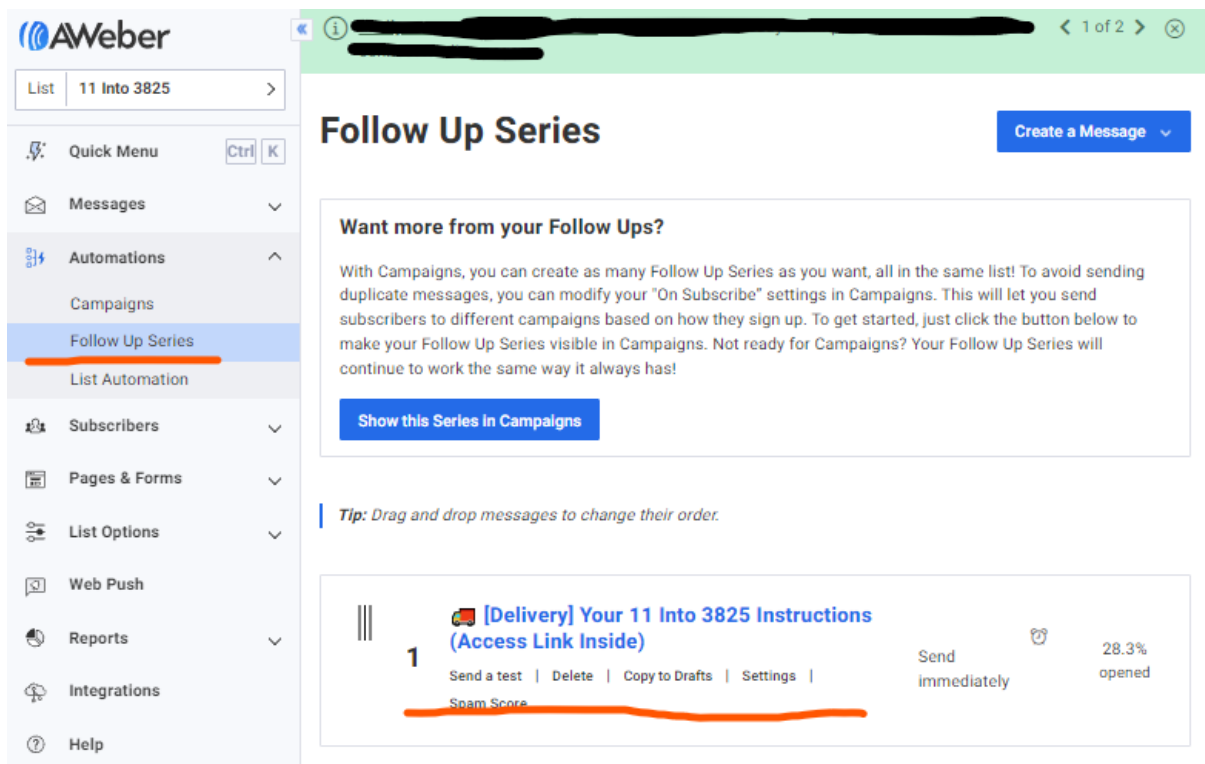 AWeber
List 11 Into 3825
Quick Menu Ctrl K
Messages
Automations
Campaigns
Follow Up Series
List Automation
Subscribers
Pages & Forms
List Options
Web Push
Reports
Integrations
Help
1 of 2
Follow Up Series
Create a Message
Want more from your Follow Ups?
With Campaigns, you can create as many Follow Up Series as you want, all in the same list! To avoid sending
duplicate messages, you can modify your "On Subscribe” settings in Campaigns. This will let you send
subscribers to different campaigns based on how they sign up. To get started, just click the button below to
make your Follow Up Series visible in Campaigns. Not ready for Campaigns? Your Follow Up Series will
continue to work the same way it always has!
Show this Series in Campaigns
Tip: Drag and drop messages to change their order.
1
🚚 [Delivery] Your 11 Into 3825 Instructions
(Access Link Inside)
Send a test | Delete | Copy to Drafts | Settings |
Spam Score
Send
immediately
28.3%
opened